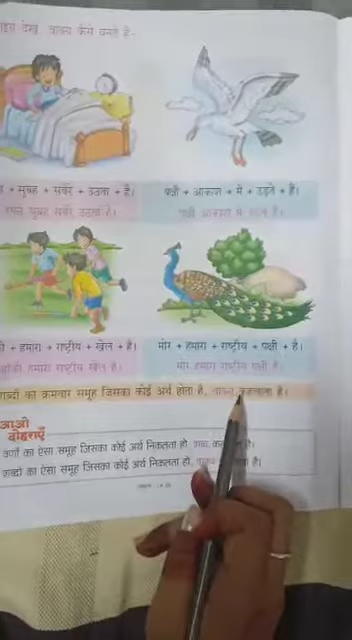 देखें वाक्य कैसे बनते हैं-
+ सुबह + सवेरे + उठता + है।
पक्षी + आकाश + में + उड़ते + हैं।
सुबह सवेरे उठता है।
पक्षी आकाश में उड़ते हैं।
+ हमारा + राष्ट्रीय + खेल + है।
मोर + हमारा + राष्ट्रीय + पक्षी + है।
हॉकी हमारा राष्ट्रीय खेल है।
मोर हमारा राष्ट्रीय पक्षी है।
शब्दों का क्रमवार समूह जिसका कोई अर्थ होता है, वाक्य कहलाता है।
आओ
दोहराएँ
वर्णों का ऐसा समूह जिसका कोई अर्थ निकलता हो, शब्द है।
शब्दों का ऐसा समूह जिसका कोई अर्थ निकलता हो, वाक्य है।